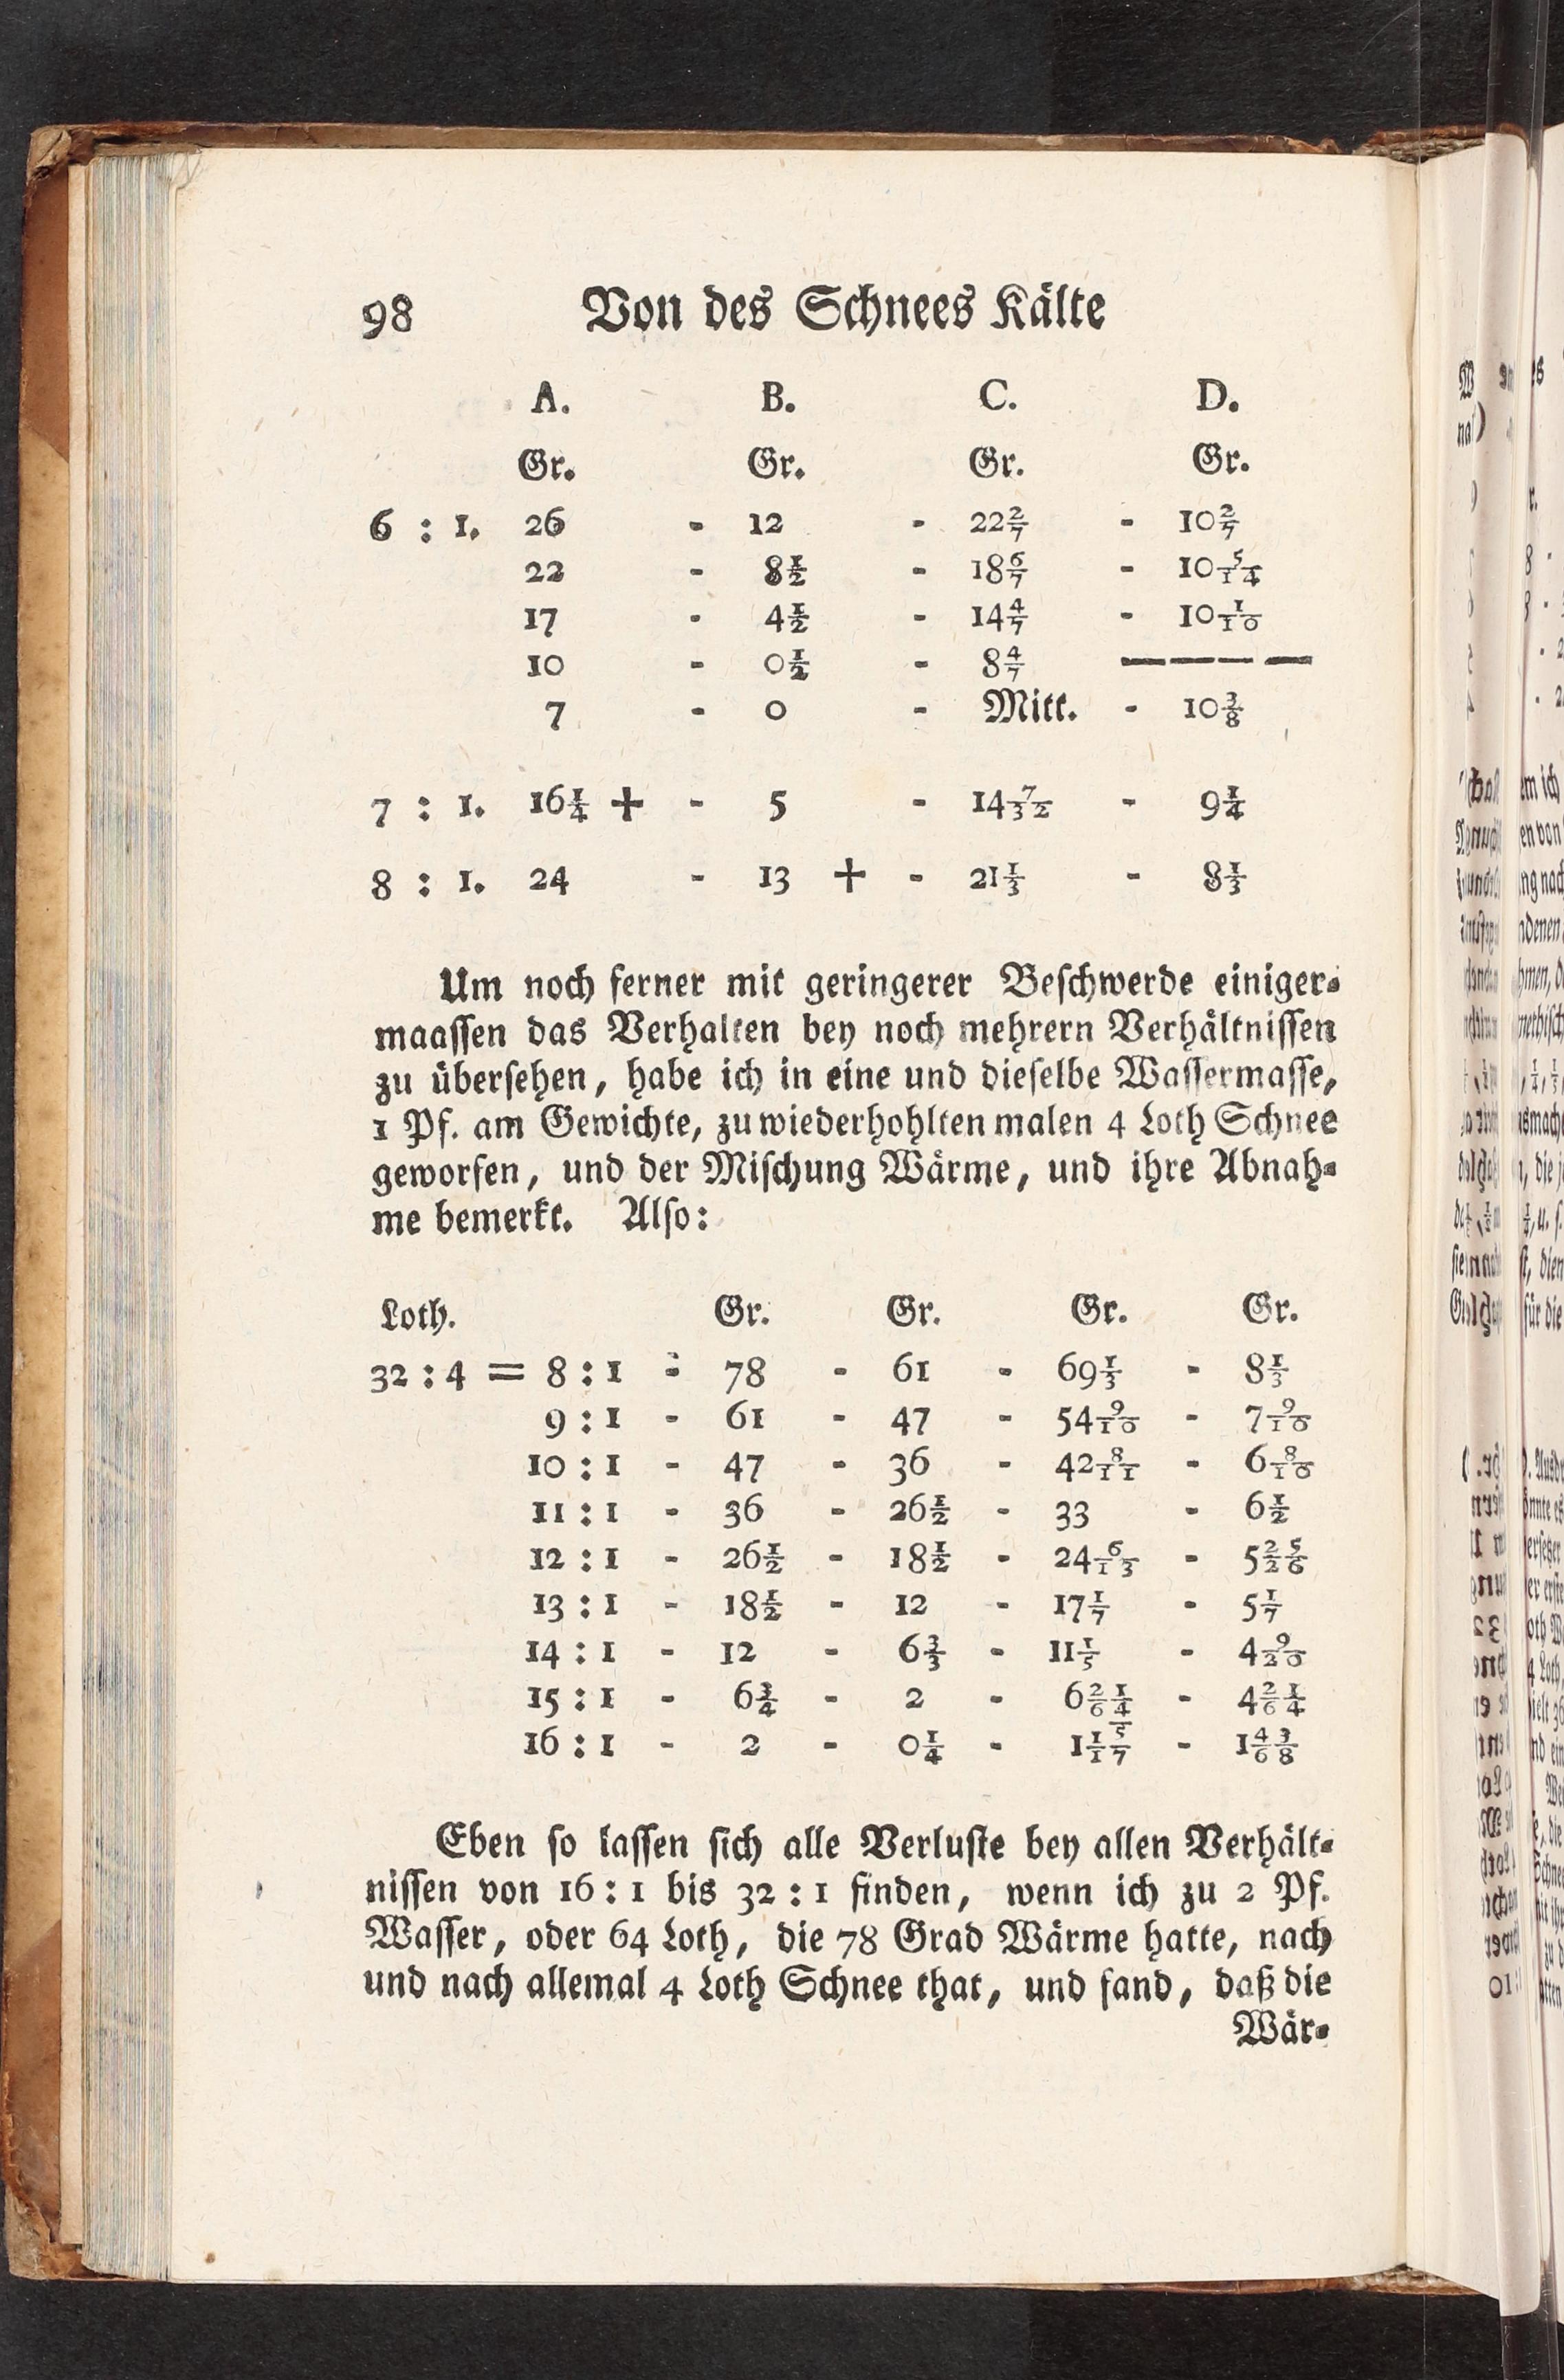 98 Von des Schnees Kälte
A. B. C. D.
Gr. Gr. Gr. Gr.
6 : 1. 26 - 12 - 22 2/7 - 10 2/7
22 - 8 1/2 - 18 6/7 - 10 5/14
17 - 4 1/2 - 14 4/7 - 10 1/10
10 - 0 1/2 - 8 4/7 — — — —
7 - 0 - Mitt. - 10 3/8
7 : 1. 16 1/4 + - 5 - 14 7/32 - 9 1/4
8 : 1. 24 - 13 + - 21 1/3 - 8 1/3
Um noch ferner mit geringerer Beſchwerde einiger-
maaſſen das Verhalten bey noch mehrern Verhältniſſen
zu überſehen, habe ich in eine und dieſelbe Waſſermaſſe,
1 Pf. am Gewichte, zu wiederhohlten malen 4 Loth Schnee
geworfen, und der Miſchung Wärme, und ihre Abnah-
me bemerkt. Alſo:
Loth. Gr. Gr. Gr. Gr.
32 : 4 = 8 : 1 - 78 - 61 - 69 1/3 - 8 1/3
9 : 1 - 61 - 47 - 54 9/10 - 7 9/10
10 : 1 - 47 - 36 - 42 8/11 - 6 8/10
11 : 1 - 36 - 26 1/2 - 33 - 6 1/2
12 : 1 - 26 1/2 - 18 1/2 - 24 6/13 - 5 25/26
13 : 1 - 18 1/2 - 12 - 17 1/7 - 5 1/7
14 : 1 - 12 - 6 3/3 - 11 1/5 - 4 9/20
15 : 1 - 6 3/4 - 2 - 6 21/64 - 4 21/64
16 : 1 - 2 - 0 1/4 - 1 15/17 - 1 43/68
Eben ſo laſſen ſich alle Verluſte bey allen Verhält-
niſſen von 16 : 1 bis 32 : 1 finden, wenn ich zu 2 Pf.
Waſſer, oder 64 Loth, die 78 Grad Wärme hatte, nach
und nach allemal 4 Loth Schnee that, und fand, daß die
Wär-